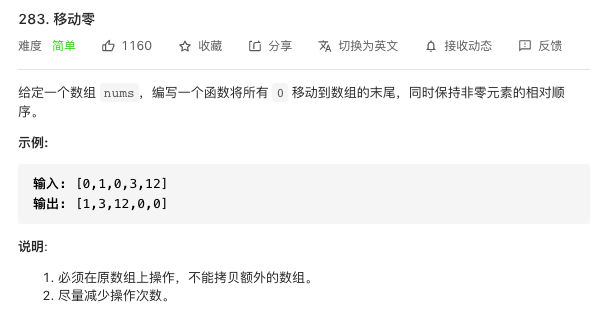 283. 移动零
难度 简单 1160 收藏 分享 切换为英文 接收动态 反馈
给定一个数组 nums，编写一个函数将所有 0 移动到数组的末尾，同时保持非零元素的相对顺
序。
示例:
输入: [0,1,0,3,12]
输出: [1,3,12,0,0]
说明:
1. 必须在原数组上操作，不能拷贝额外的数组。
2. 尽量减少操作次数。